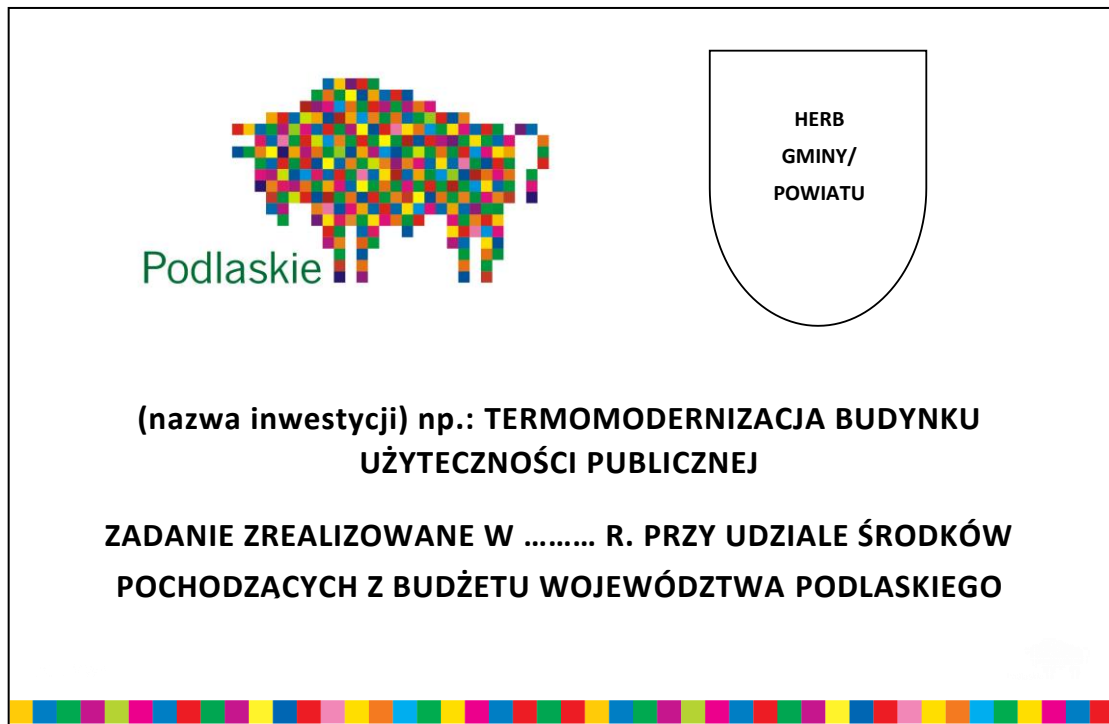 Podlaskie
HERB
GMINY/
POWIATU
(nazwa inwestycji) np.: TERMOMODERNIZACJA BUDYNKU
UŻYTECZNOŚCI PUBLICZNEJ
ZADANIE ZREALIZOWANE W ……… R. PRZY UDZIALE ŚRODKÓW
POCHODZĄCYCH Z BUDŻETU WOJEWÓDZTWA PODLASKIEGO